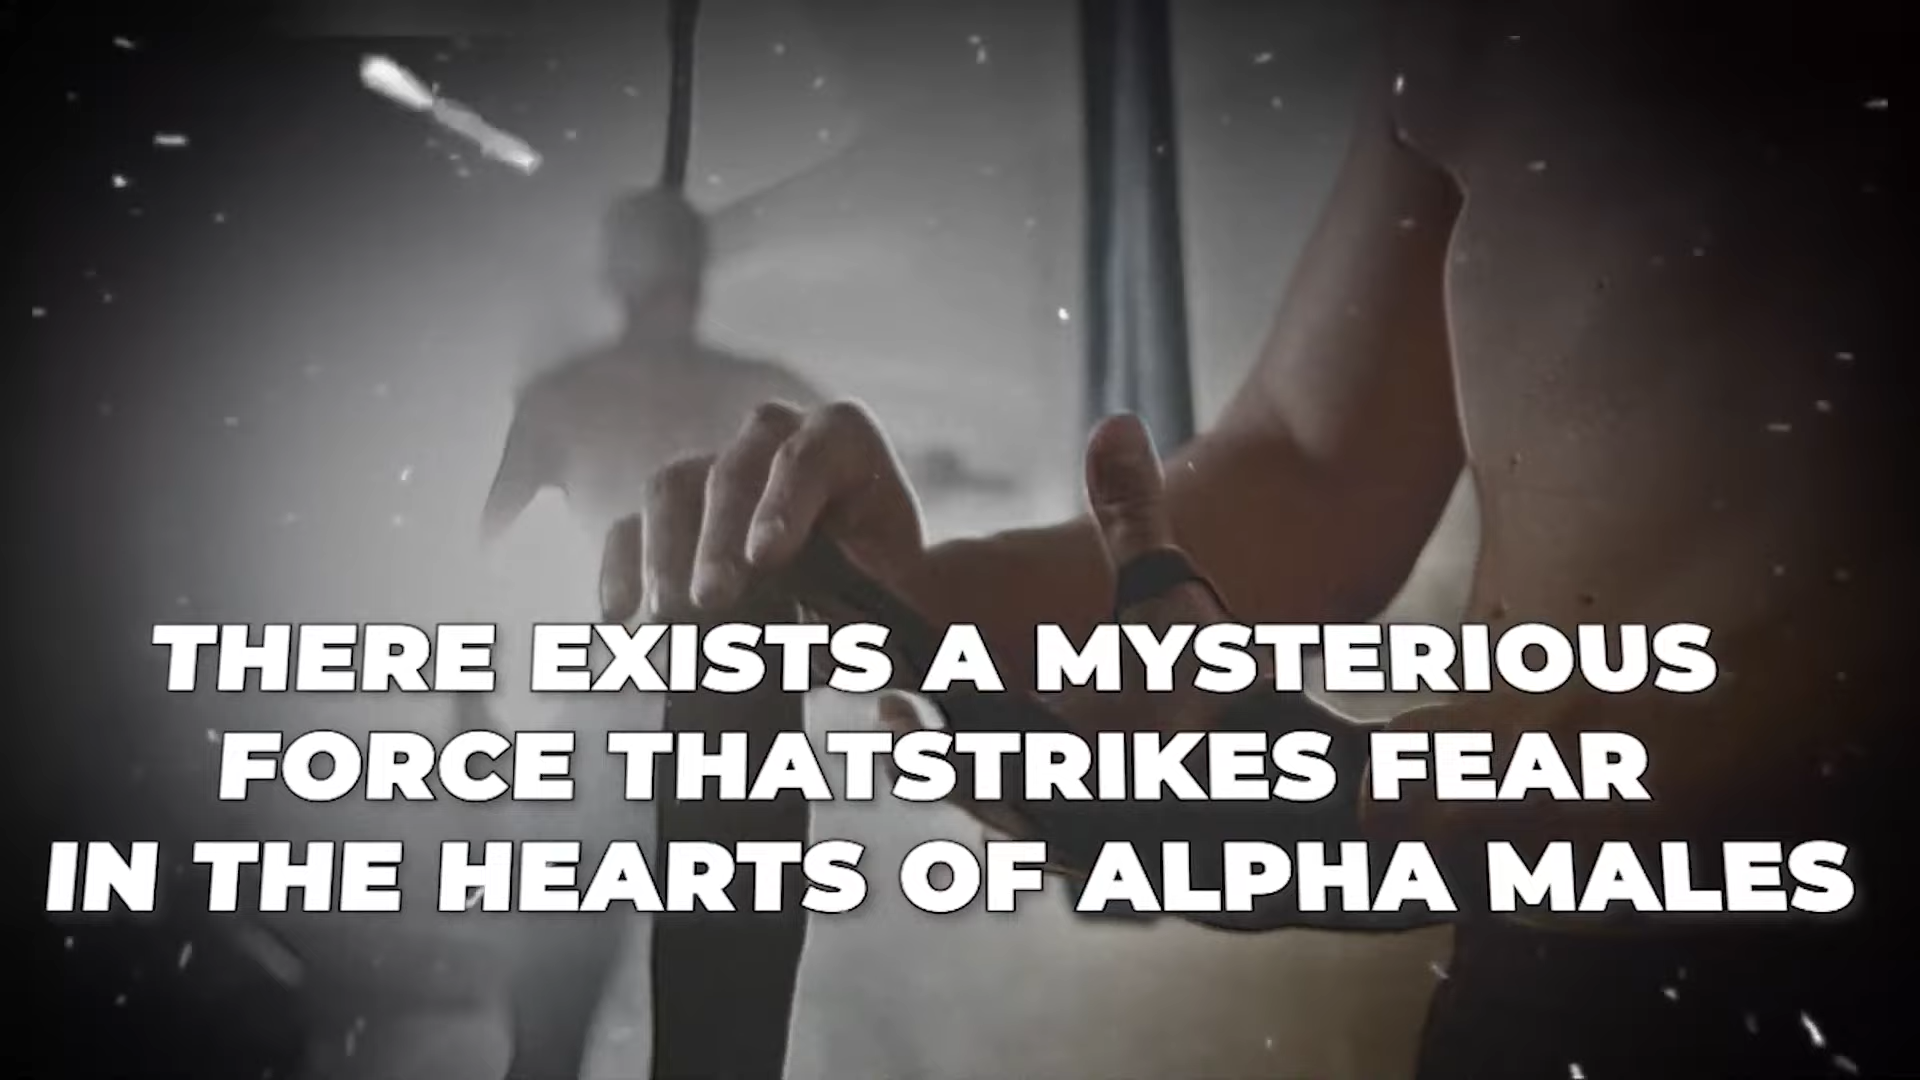 THERE EXISTS A MYSTERIOUS
FORCE THATSTRIKES FEAR
IN THE HEARTS OF ALPHA MALES